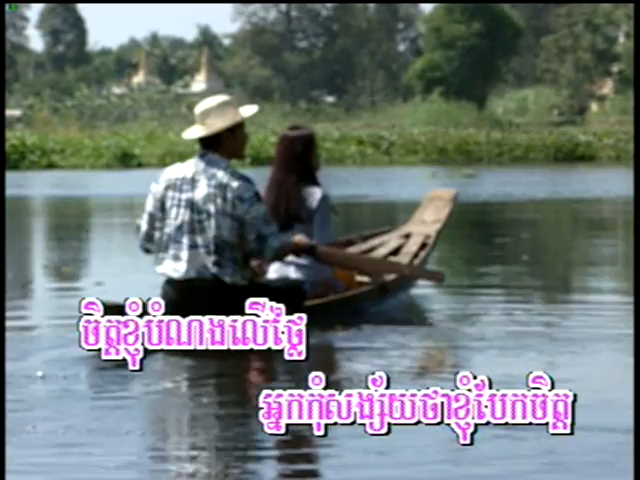 ចិត្តខ្ញុំបំណងលើថ្លៃ
អ្នកកុំសង្ស័យថាខ្ញុំបែកចិត្ត